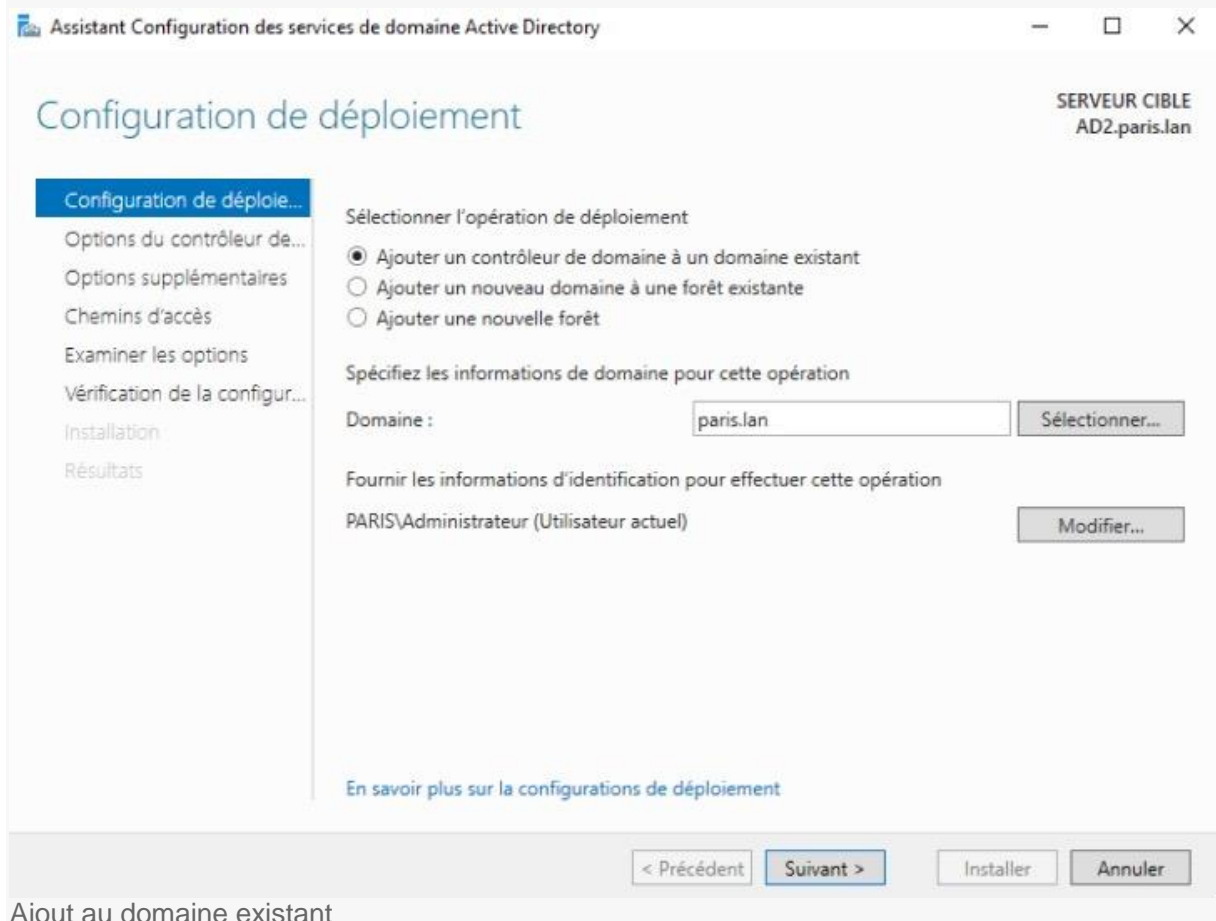 Assistant Configuration des services de domaine Active Directory
Configuration de déploiement
SERVEUR CIBLE
AD2.paris.lan
Configuration de déploie...
Options du contrôleur de...
Options supplémentaires
Chemins d'accès
Examiner les options
Vérification de la configur...
Installation
Résultats
Sélectionner l'opération de déploiement
Ajouter un contrôleur de domaine à un domaine existant
Ajouter un nouveau domaine à une forêt existante
Ajouter une nouvelle forêt
Spécifiez les informations de domaine pour cette opération
Domaine : paris.lan Sélectionner...
Fournir les informations d'identification pour effectuer cette opération
PARIS\Administrateur (Utilisateur actuel) Modifier...
En savoir plus sur la configurations de déploiement
< Précédent Suivant > Installer Annuler
Ajout au domaine existant